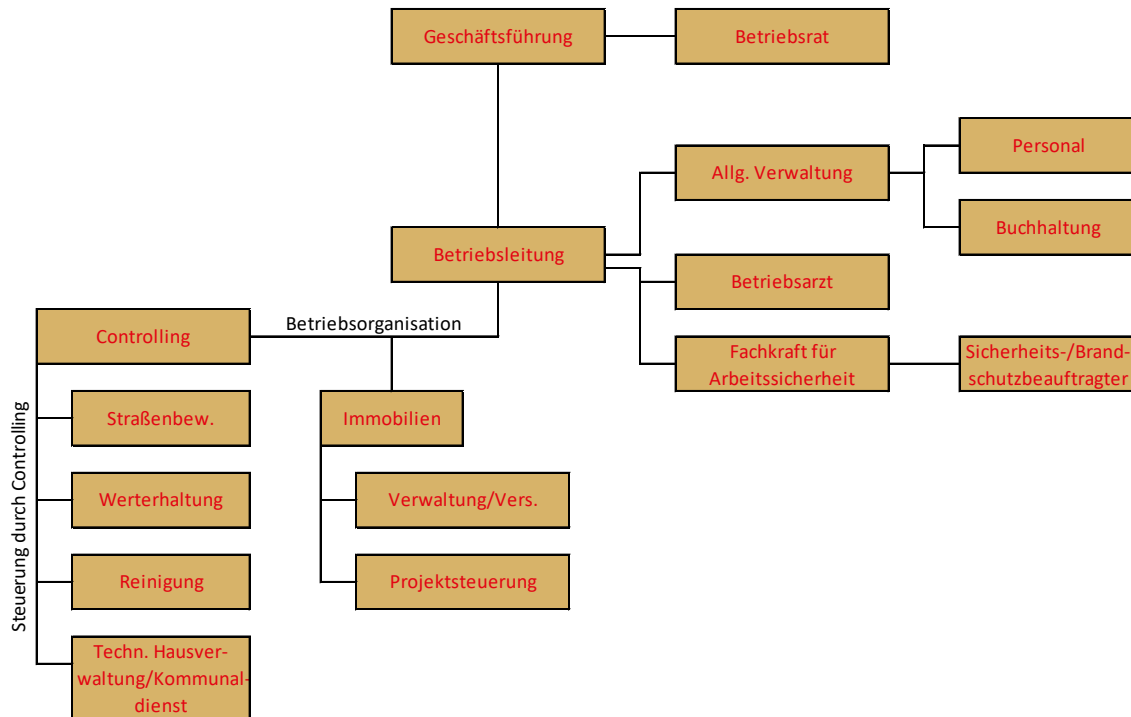 Geschäftsführung
Betriebsrat
Personal
Allg. Verwaltung
Buchhaltung
Betriebsleitung
Betriebsarzt
Betriebsorganisation
Controlling
Fachkraft für
Arbeitssicherheit
Sicherheits-/Brand-
schutzbeauftragter
Steuerung durch Controlling
Straßenbew.
Immobilien
Werterhaltung
Verwaltung/Vers.
Reinigung
Projektsteuerung
Techn. Hausver-
waltung/Kommunal-
dienst